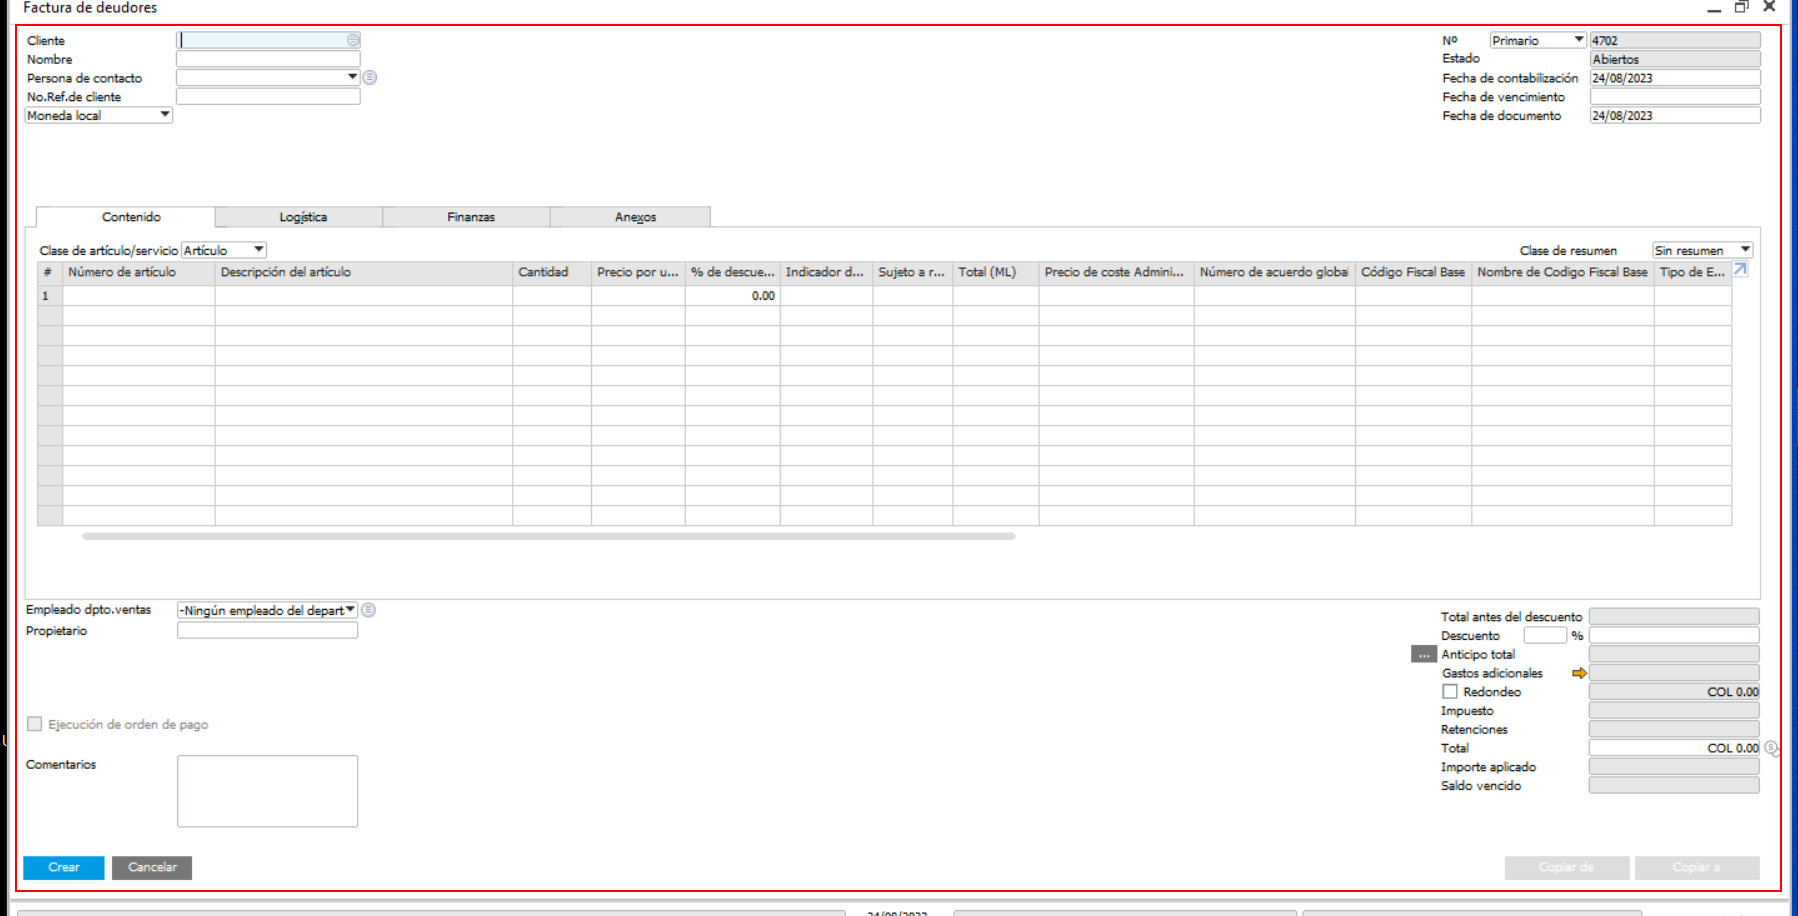 Factura de deudores
Cliente
Nombre
Persona de contacto
No.Ref.de cliente
Moneda local
Nº Primario 4702
Estado Abiertos
Fecha de contabilización 24/08/2023
Fecha de vencimiento
Fecha de documento 24/08/2023
Contenido Logística Finanzas Anexos
Clase de artículo/servicio Artículo Clase de resumen Sin resumen
# Número de artículo Descripción del artículo Cantidad Precio por u... % de descue... Indicador d... Sujeto a r... Total (ML) Precio de coste Admini... Número de acuerdo global Código Fiscal Base Nombre de Codigo Fiscal Base Tipo de E...
1 0.00
Empleado dpto.ventas -Ningún empleado del depart
Propietario
Ejecución de orden de pago
Comentarios
Total antes del descuento
Descuento %
... Anticipo total
Gastos adicionales
Redondeo COL 0.00
Impuesto
Retenciones
Total COL 0.00
Importe aplicado
Saldo vencido
Crear Cancelar Copiar de Copiar a
24/08/2023